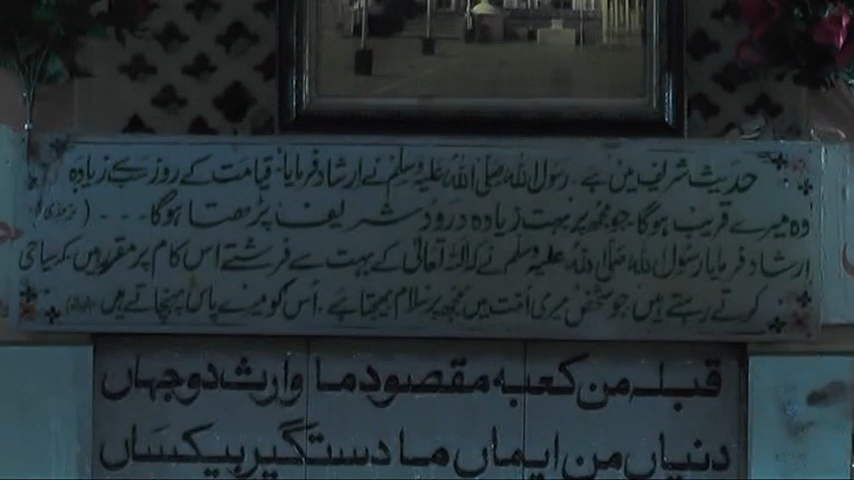 حدیث شریف میں ہے۔ رسول اللہ صلی اللہ علیہ وسلم نے ارشاد فرمایا۔ قیامت کے روز سب سے زیادہ
وہ میرے قریب ہوگا۔ جو مجھ پر بہت زیادہ درود شریف پڑھتا ہوگا۔۔۔ (ترمذی)
ارشاد فرمایا رسول اللہ صلی اللہ علیہ وسلم نے کہ اللہ تعالیٰ کے بہت سے فرشتے اس کام پر مقرر ہیں۔ کہ سیاحی
کرتے رہتے ہیں جو شخص میری امت میں مجھ پر سلام بھیجتا ہے۔ اس کو میرے پاس پہنچاتے ہیں
قبلہ من کعبہ مقصود ما وارث دوجہاں
دنیاں من ایماں ما دستگیر بیکساں